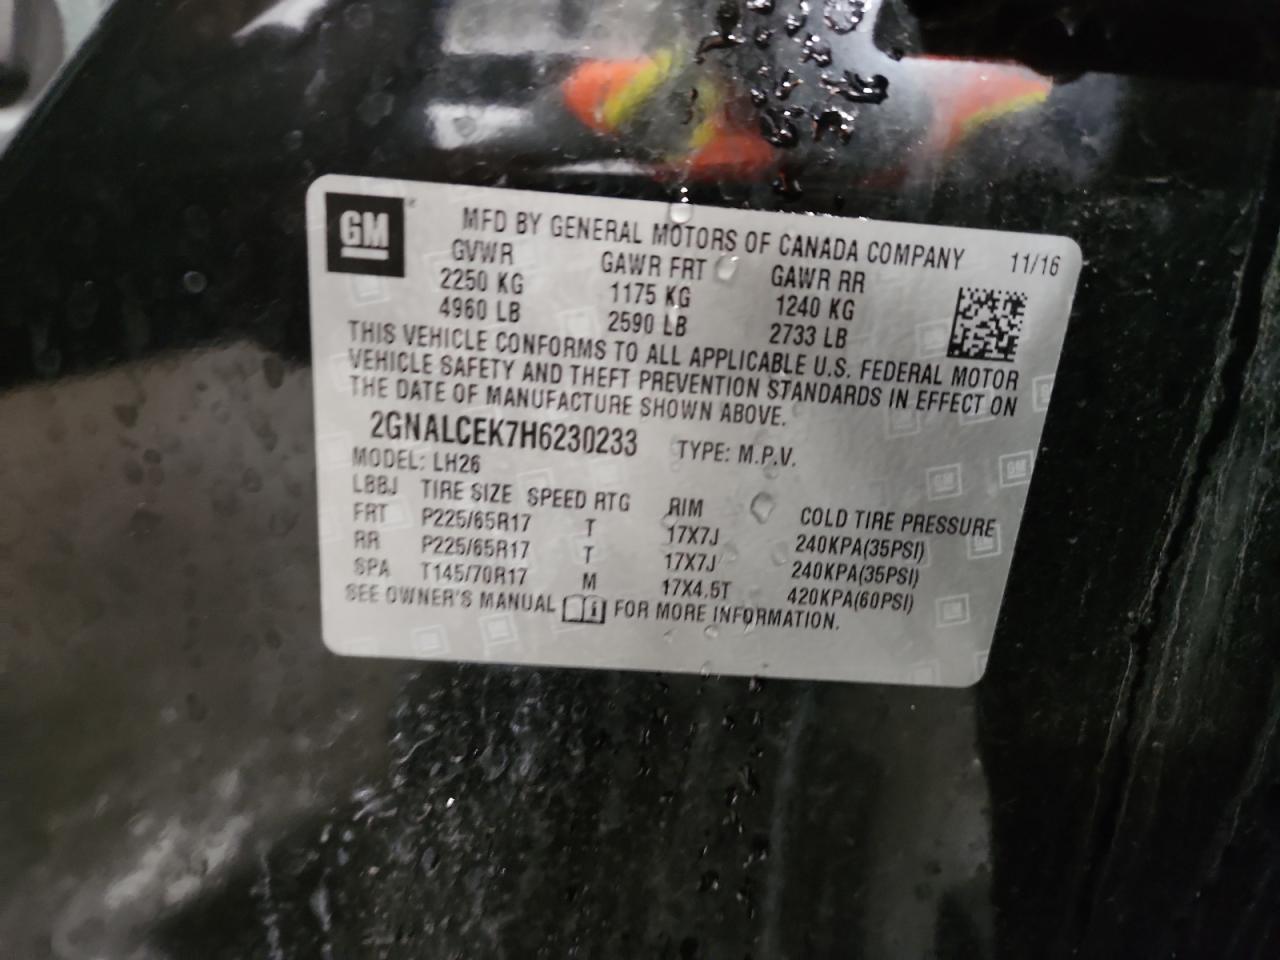 GM
MFD BY GENERAL MOTORS OF CANADA COMPANY 11/16
GVWR GAWR FRT GAWR RR
2250 KG 1175 KG 1240 KG
4960 LB 2590 LB 2733 LB
THIS VEHICLE CONFORMS TO ALL APPLICABLE U.S. FEDERAL MOTOR
VEHICLE SAFETY AND THEFT PREVENTION STANDARDS IN EFFECT ON
THE DATE OF MANUFACTURE SHOWN ABOVE.
2GNALCEK7H6230233 TYPE: M.P.V.
MODEL: LH26
LBBJ TIRE SIZE SPEED RTG RIM COLD TIRE PRESSURE
FRT P225/65R17 T 17X7J 240KPA(35PSI)
RR P225/65R17 T 17X7J 240KPA(35PSI)
SPA T145/70R17 M 17X4.5T 420KPA(60PSI)
SEE OWNER'S MANUAL FOR MORE INFORMATION.